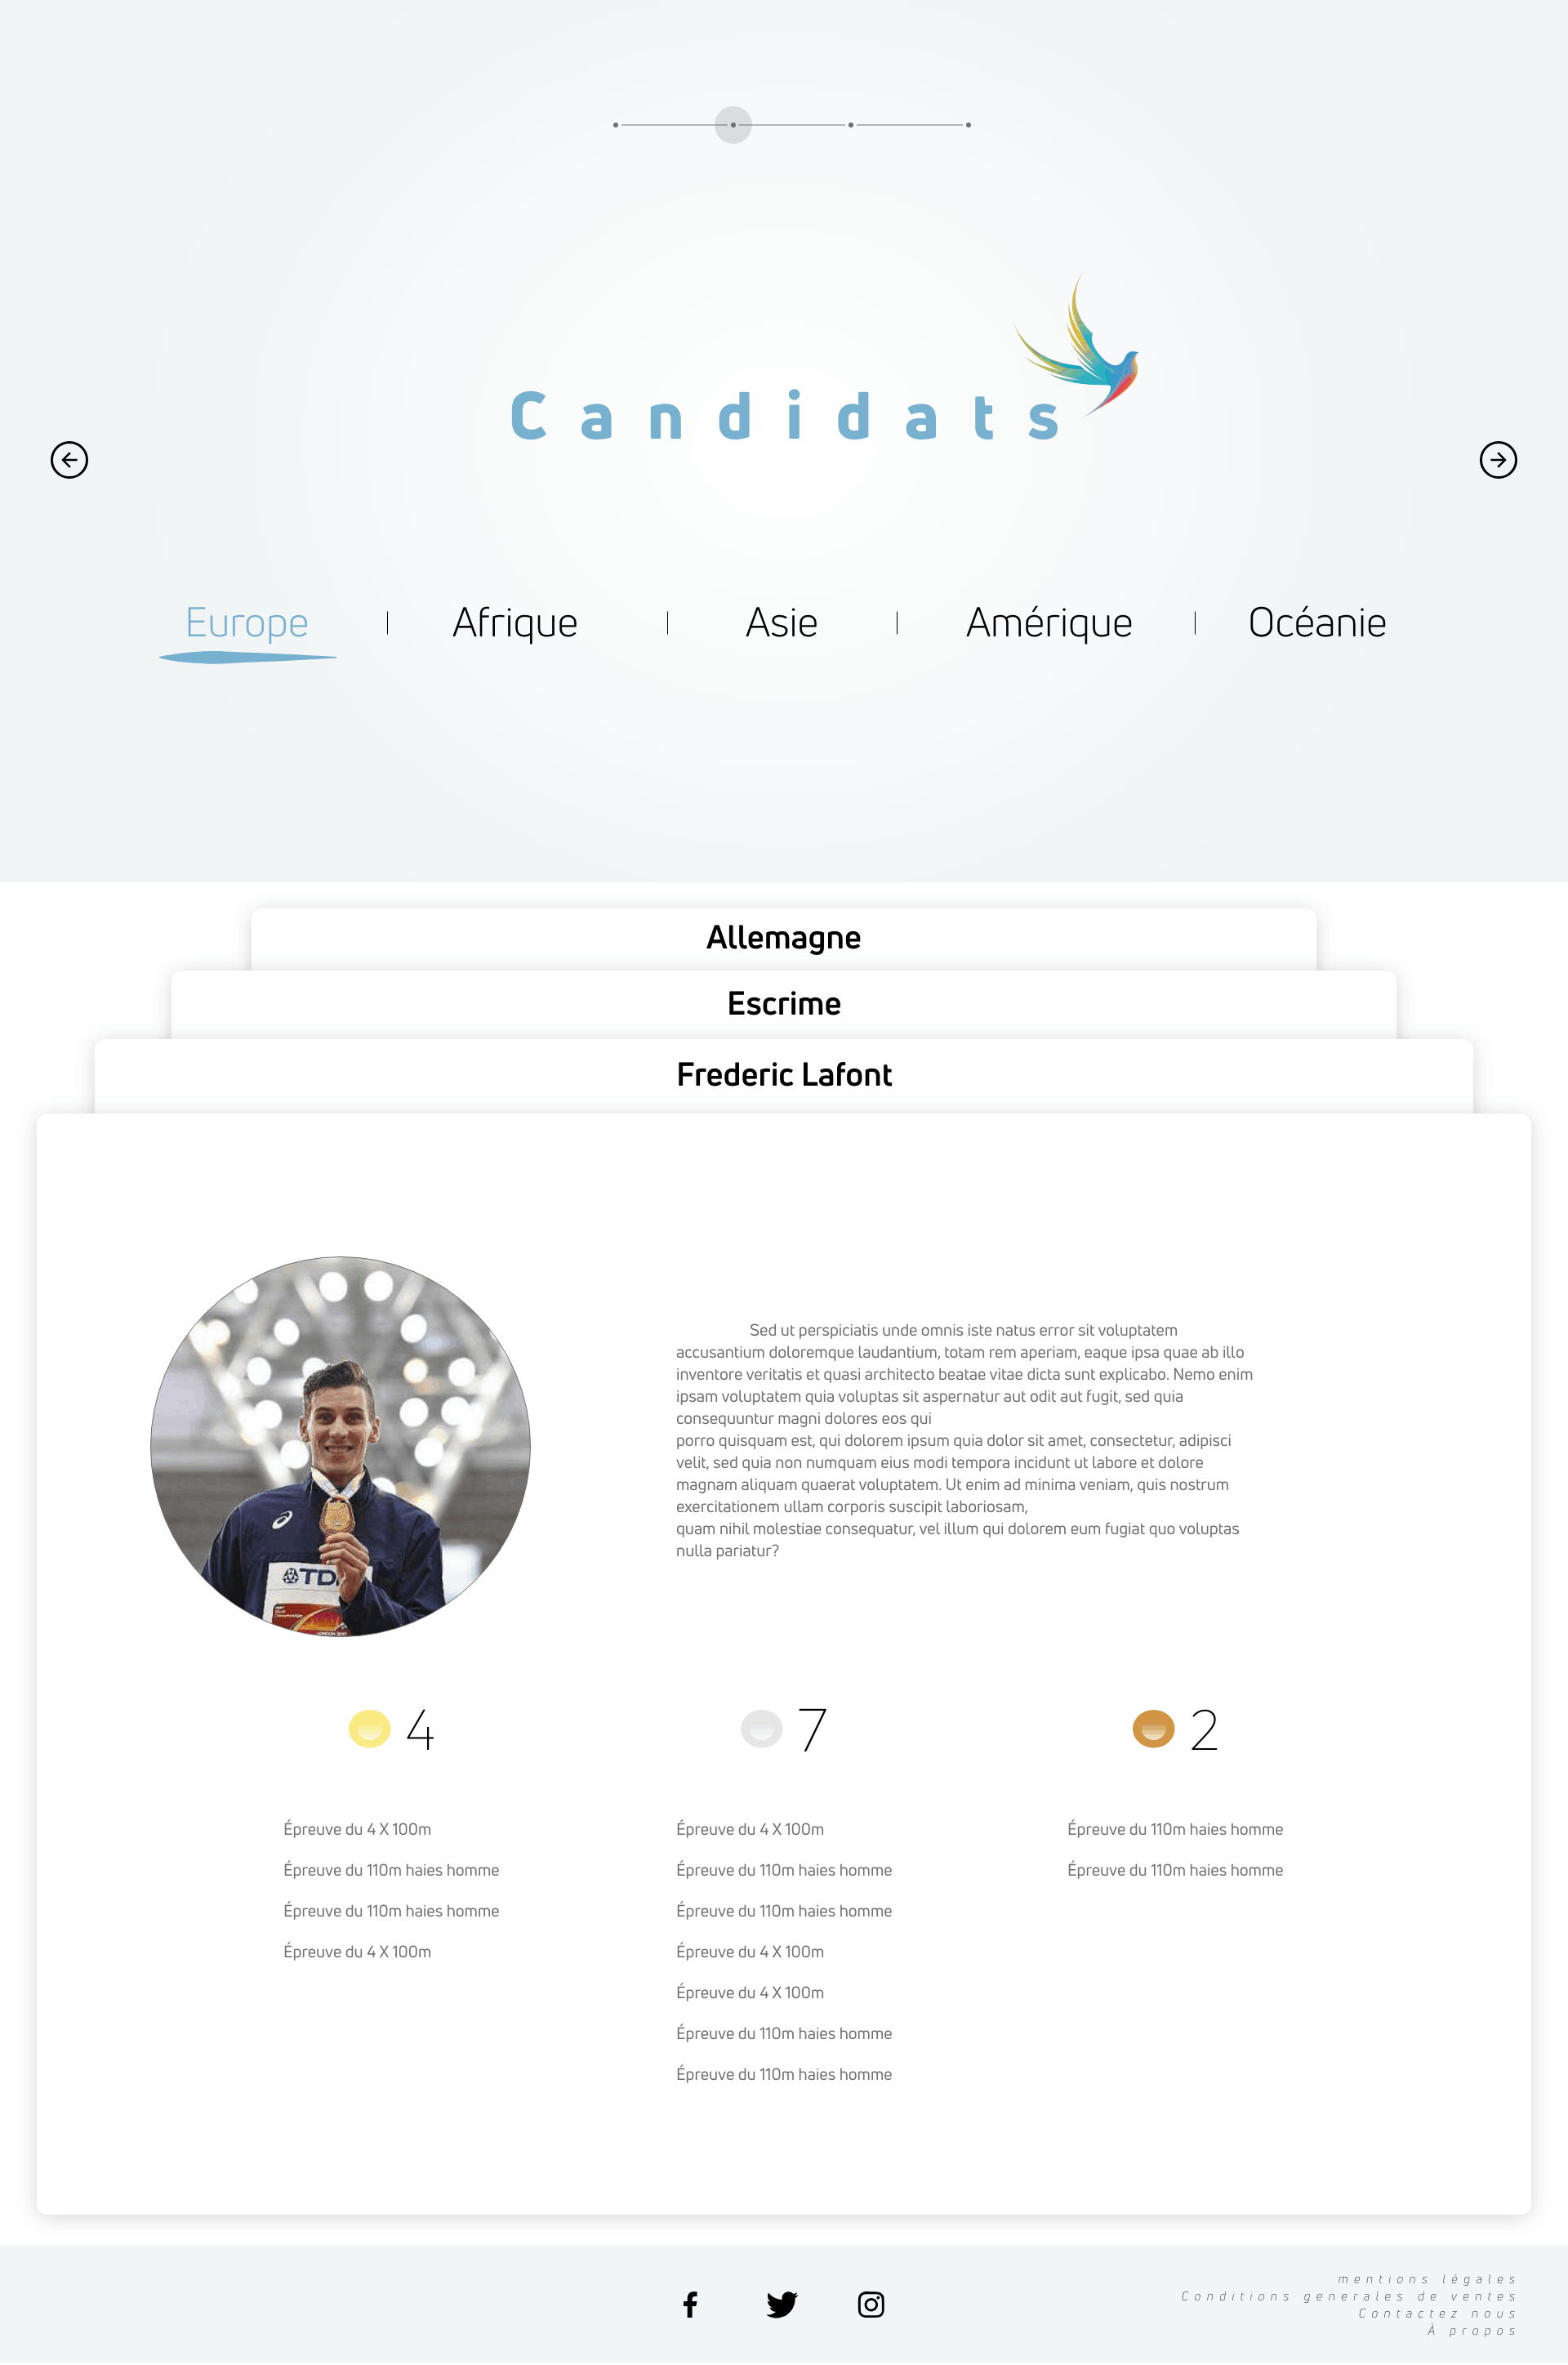 Candidats
Europe
Afrique
Asie
Amérique
Océanie
Allemagne
Escrime
Frederic Lafont
Sed ut perspiciatis unde omnis iste natus error sit voluptatem
accusantium doloremque laudantium, totam rem aperiam, eaque ipsa quae ab illo
inventore veritatis et quasi architecto beatae vitae dicta sunt explicabo. Nemo enim
ipsam voluptatem quia voluptas sit aspernatur aut odit aut fugit, sed quia
consequuntur magni dolores eos qui
porro quisquam est, qui dolorem ipsum quia dolor sit amet, consectetur, adipisci
velit, sed quia non numquam eius modi tempora incidunt ut labore et dolore
magnam aliquam quaerat voluptatem. Ut enim ad minima veniam, quis nostrum
exercitationem ullam corporis suscipit laboriosam,
quam nihil molestiae consequatur, vel illum qui dolorem eum fugiat quo voluptas
nulla pariatur?
4
Épreuve du 4 X 100m
Épreuve du 110m haies homme
Épreuve du 110m haies homme
Épreuve du 4 X 100m
7
Épreuve du 4 X 100m
Épreuve du 110m haies homme
Épreuve du 110m haies homme
Épreuve du 4 X 100m
Épreuve du 4 X 100m
Épreuve du 110m haies homme
Épreuve du 110m haies homme
2
Épreuve du 110m haies homme
Épreuve du 110m haies homme
mentions légales
Conditions generales de ventes
Contactez nous
À propos